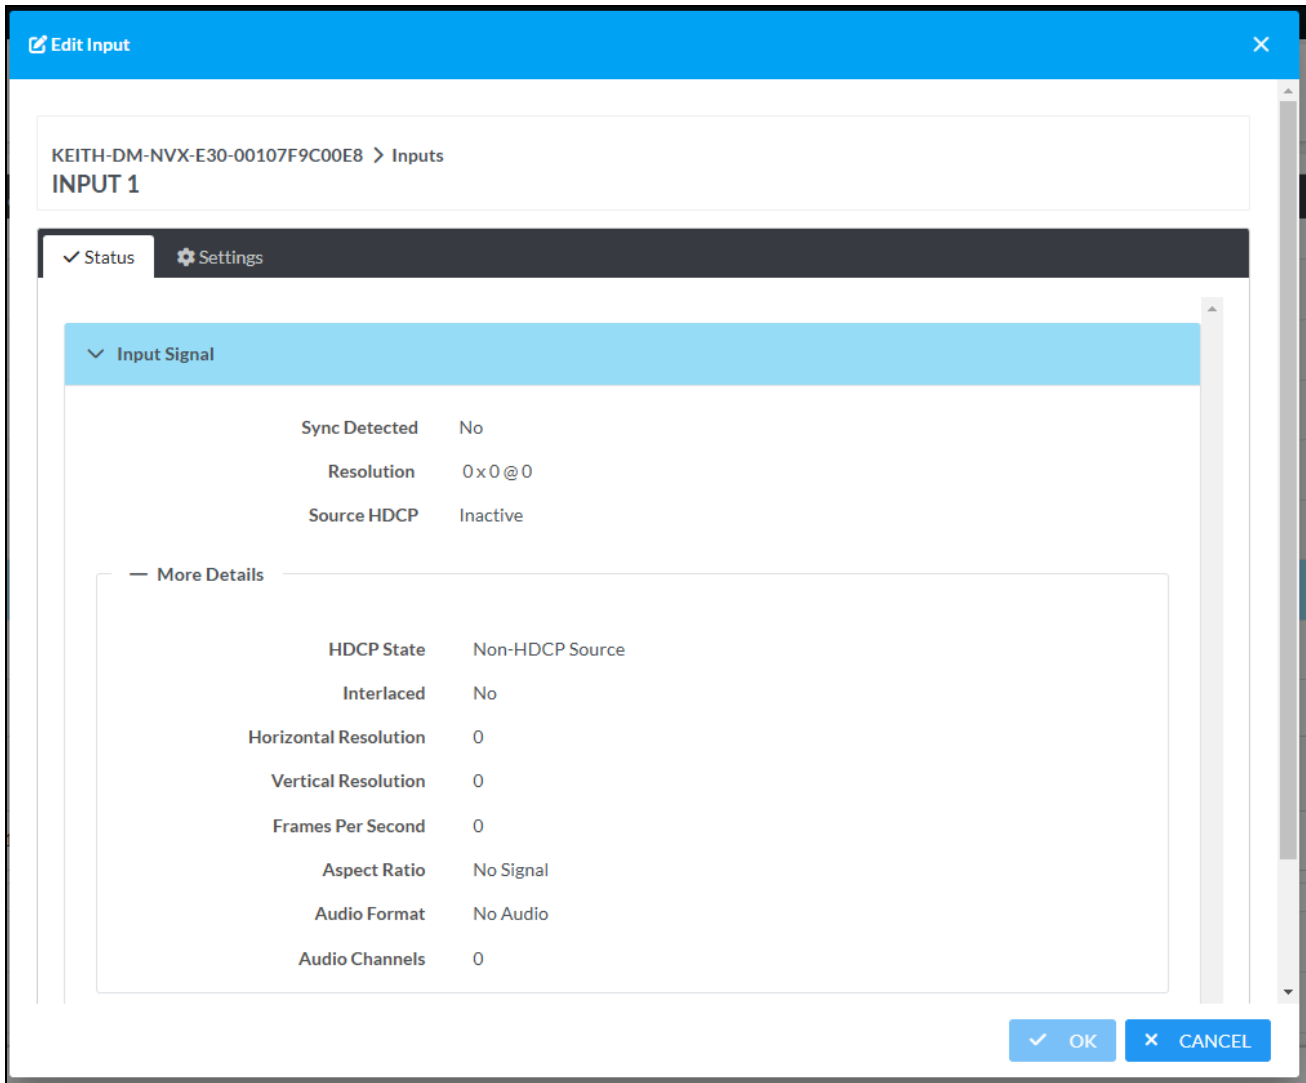 Edit Input
KEITH-DM-NVX-E30-00107F9C00E8 > Inputs
INPUT 1
Status Settings
Input Signal
Sync Detected No
Resolution 0 x 0 @ 0
Source HDCP Inactive
More Details
HDCP State Non-HDCP Source
Interlaced No
Horizontal Resolution 0
Vertical Resolution 0
Frames Per Second 0
Aspect Ratio No Signal
Audio Format No Audio
Audio Channels 0
OK CANCEL